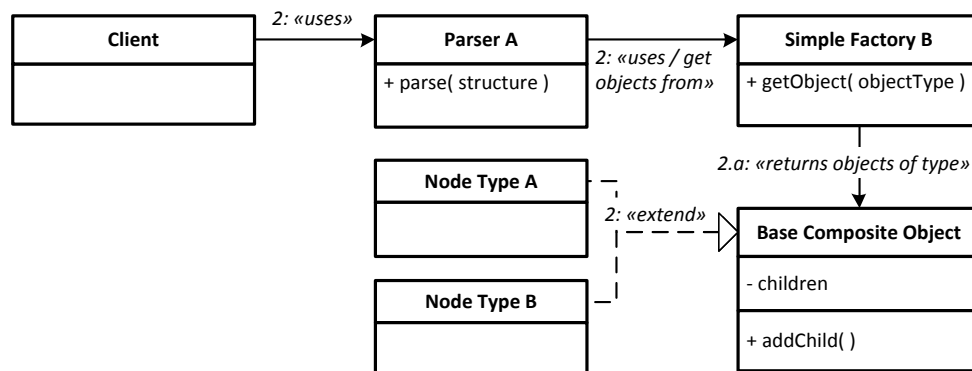 2: «uses»
Client
Parser A
Simple Factory B
+ parse( structure )
2: «uses / get
objects from»
+ getObject( objectType )
2.a: «returns objects of type»
Node Type A
2: «extend»
Base Composite Object
- children
Node Type B
+ addChild( )